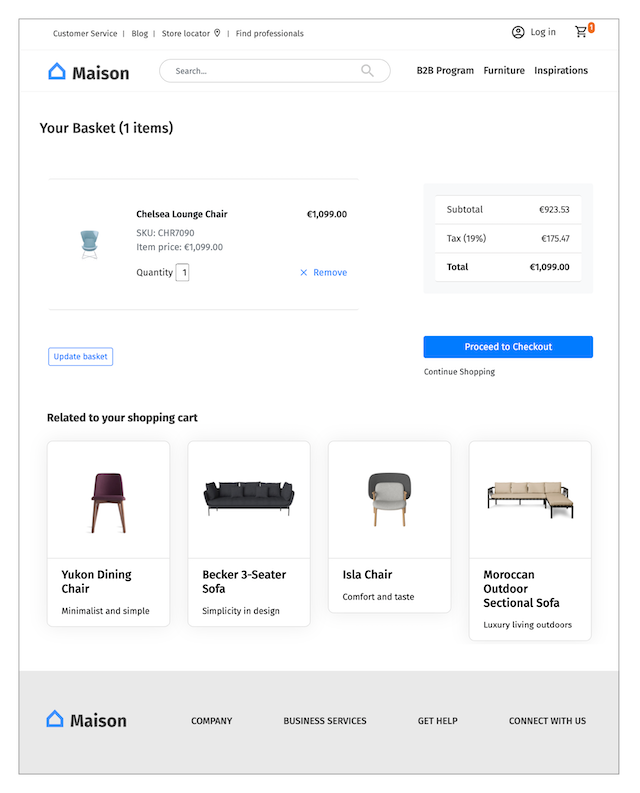 Customer Service | Blog | Store locator | Find professionals
Log in
1
Maison
Search...
B2B Program Furniture Inspirations
Your Basket (1 items)
Chelsea Lounge Chair €1,099.00
SKU: CHR7090
Item price: €1,099.00
Quantity 1
Remove
Subtotal €923.53
Tax (19%) €175.47
Total €1,099.00
Update basket
Proceed to Checkout
Continue Shopping
Related to your shopping cart
Yukon Dining
Chair
Minimalist and simple
Becker 3-Seater
Sofa
Simplicity in design
Isla Chair
Comfort and taste
Moroccan
Outdoor
Sectional Sofa
Luxury living outdoors
Maison
COMPANY
BUSINESS SERVICES
GET HELP
CONNECT WITH US